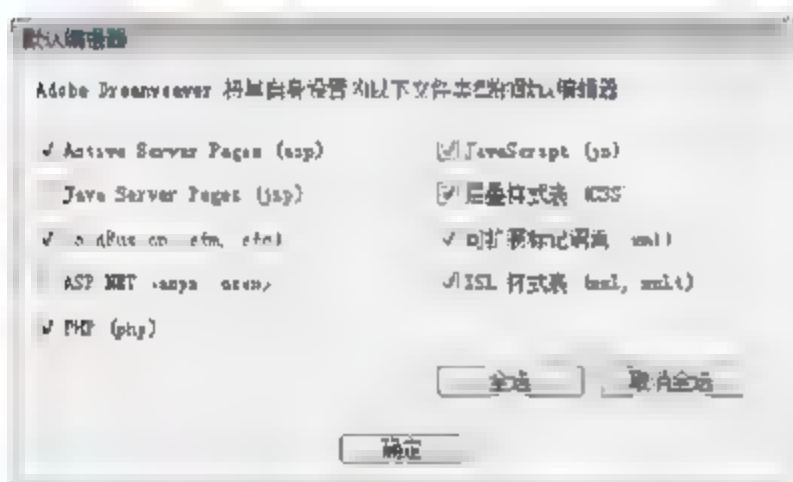 默认编辑器
Adobe Dreamweaver 将其自身设置为以下文件类型的默认编辑器
Active Server Pages (asp)
JavaScript (js)
Java Server Pages (jsp)
层叠样式表 (CSS)
可扩展标记语言
ASP NET
XSL 样式表
PHP (php)
全选
取消全选
确定